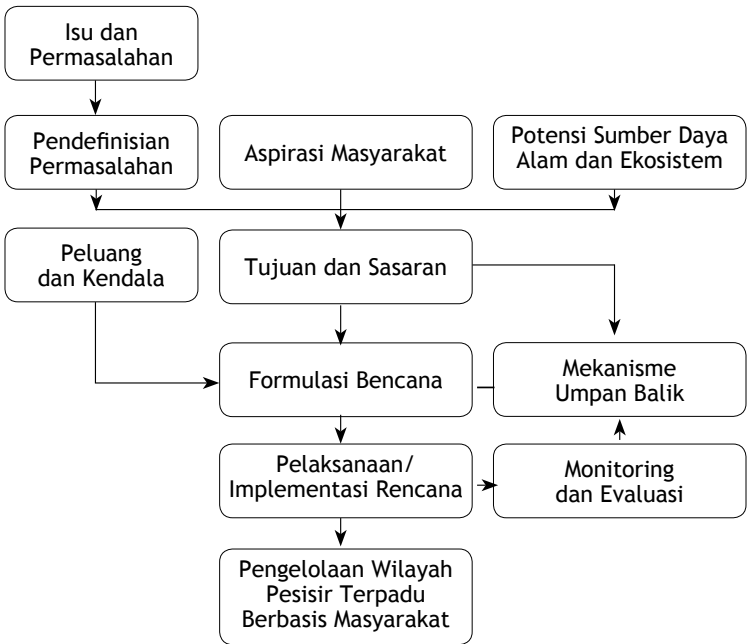 Isu dan
Permasalahan
Pendefinisian
Permasalahan
Aspirasi Masyarakat
Potensi Sumber Daya
Alam dan Ekosistem
Peluang
dan Kendala
Tujuan dan Sasaran
Formulasi Bencana
Mekanisme
Umpan Balik
Pelaksanaan/
Implementasi Rencana
Monitoring
dan Evaluasi
Pengelolaan Wilayah
Pesisir Terpadu
Berbasis Masyarakat